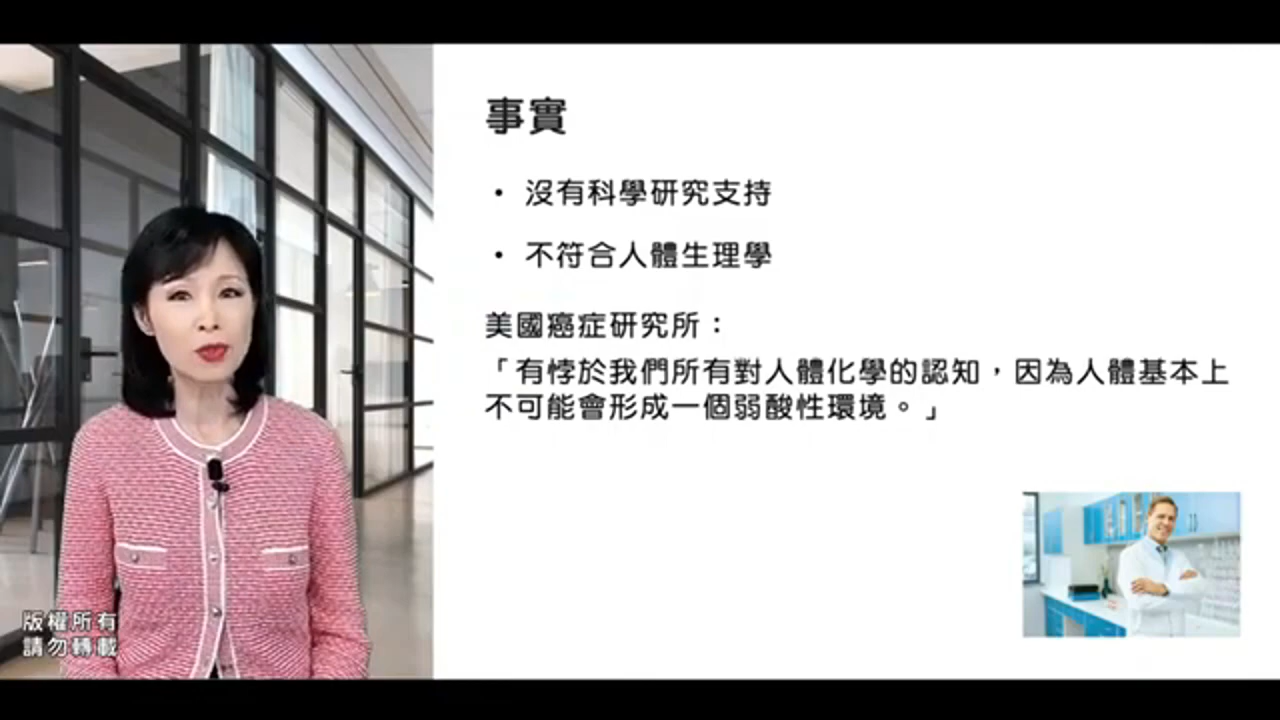 事實
• 沒有科學研究支持
• 不符合人體生理學
美國癌症研究所：
「有悖於我們所有對人體化學的認知，因為人體基本上
不可能會形成一個弱酸性環境。」
版權所有
請勿轉載